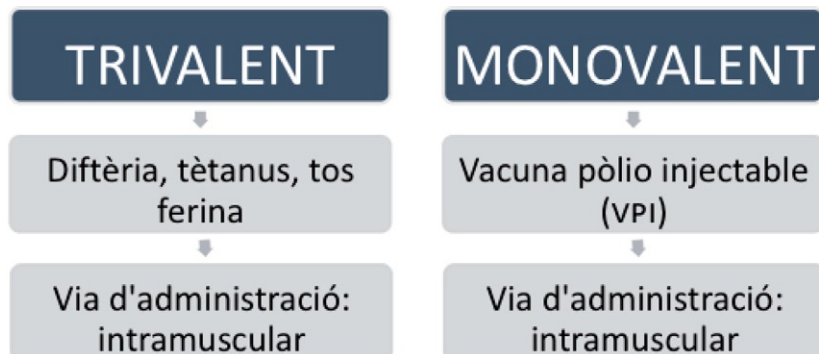 TRIVALENT
Diftèria, tètanus, tos
ferina
Via d'administració:
intramuscular
MONOVALENT
Vacuna pòlio injectable
(VPI)
Via d'administració:
intramuscular